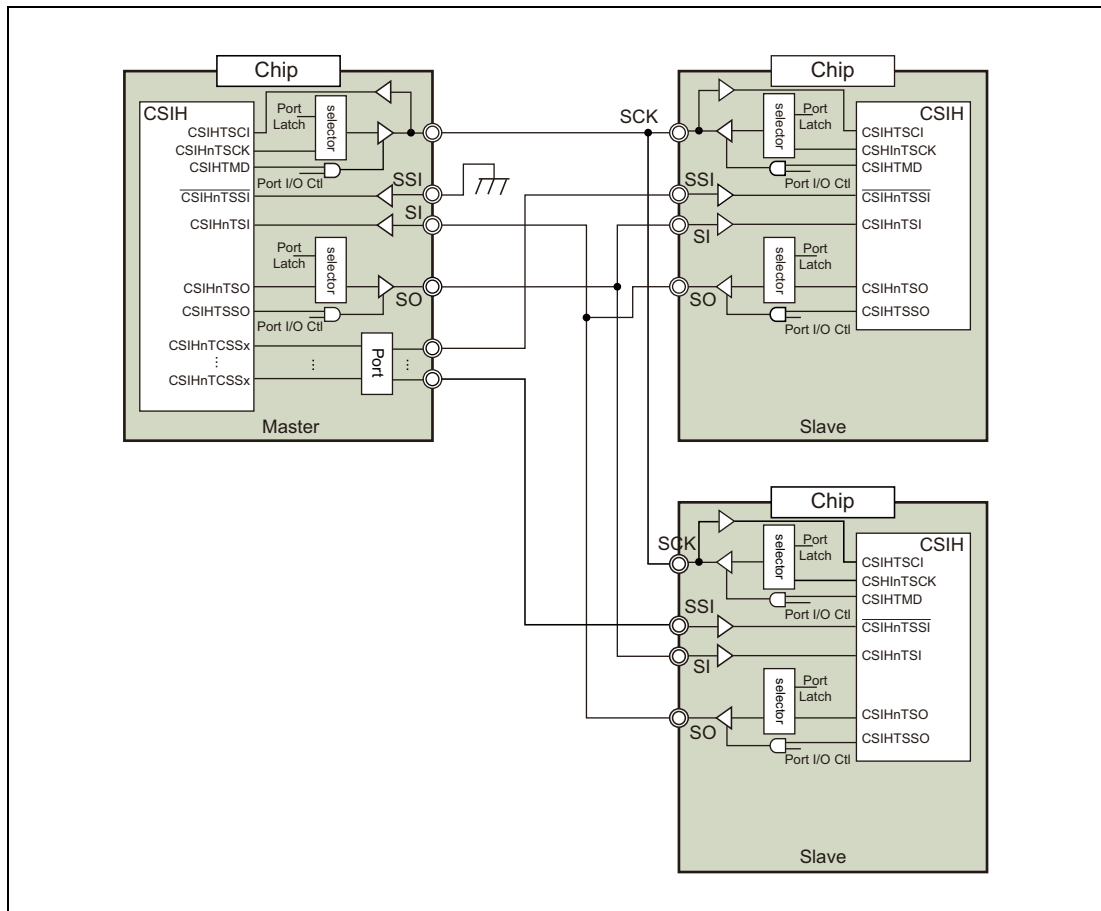 Chip
CSIH
CSIHTSCI
CSIHnTSCK
CSIHTMD
CSIHnTSSI
CSIHnTSI
CSIHnTSO
CSIHTSSO
CSIHnTCSSx
⋮
CSIHnTCSSx
Port
Latch
selector
Port I/O Ctl
Port
Latch
selector
Port I/O Ctl
...
Port
...
SSI
SI
SO
Master
Chip
SCK
SSI
SI
SO
Port
Latch
selector
Port I/O Ctl
Port
Latch
selector
Port I/O Ctl
CSIH
CSIHTSCI
CSHInTSCK
CSIHTMD
CSIHnTSSI
CSIHnTSI
CSIHnTSO
CSIHTSSO
Slave
Chip
SCK
SSI
SI
SO
Port
Latch
selector
Port I/O Ctl
Port
Latch
selector
Port I/O Ctl
CSIH
CSIHTSCI
CSHInTSCK
CSIHTMD
CSIHnTSSI
CSIHnTSI
CSIHnTSO
CSIHTSSO
Slave